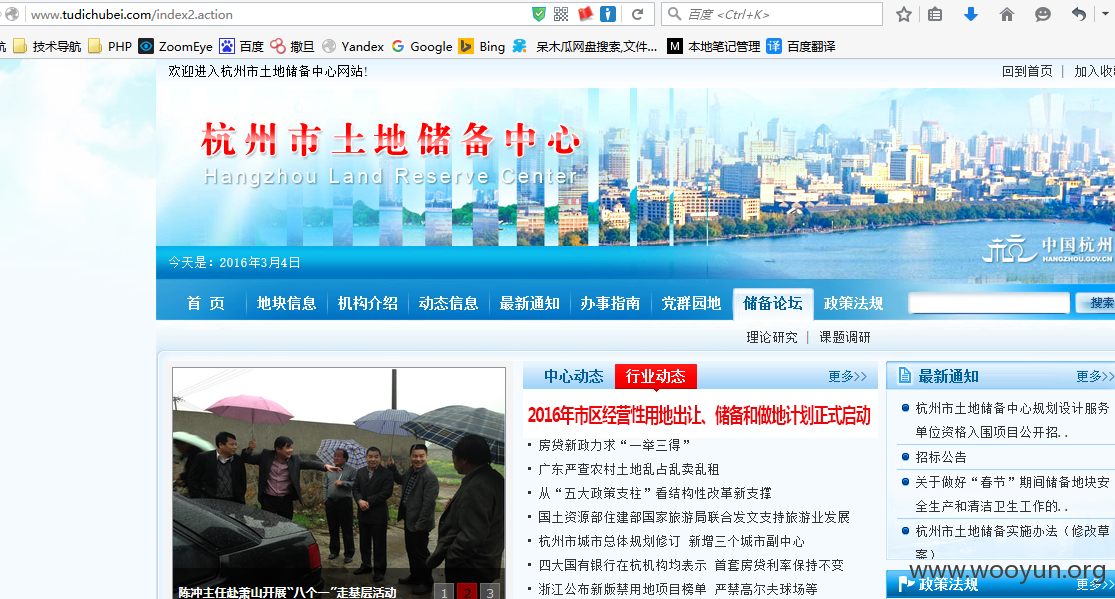 www.tudichubei.com/index2.action
百度 <Ctrl+K>
航 技术导航 PHP ZoomEye 百度 撒旦 Yandex Google Bing 呆木瓜网盘搜索,文件... M 本地笔记管理 译 百度翻译
欢迎进入杭州市土地储备中心网站!
回到首页 | 加入收
杭州市土地储备中心
Hangzhou Land Reserve Center
中国杭州
HANGZHOU.GOV.CN
今天是：2016年3月4日
首 页 地块信息 机构介绍 动态信息 最新通知 办事指南 党群园地 储备论坛 政策法规 搜索
理论研究 | 课题调研
中心动态 行业动态 更多>>
2016年市区经营性用地出让、储备和做地计划正式启动
房贷新政力求“一举三得”
广东严查农村土地乱占乱卖乱租
从“五大政策支柱”看结构性改革新支撑
国土资源部住建部国家旅游局联合发文支持旅游业发展
杭州市城市总体规划修订 新增三个城市副中心
四大国有银行在杭机构均表示 首套房贷利率保持不变
浙江公布新版禁用地项目榜单 严禁高尔夫球场等
陈冲主任赴萧山开展“八个一”走基层活动
1 2 3
最新通知 更多>>
杭州市土地储备中心规划设计服务
单位资格入围项目公开招..
招标公告
关于做好“春节”期间储备地块安
全生产和清洁卫生工作的..
杭州市土地储备实施办法（修改草
案）
政策法规 更多>>
www.wooyun.org